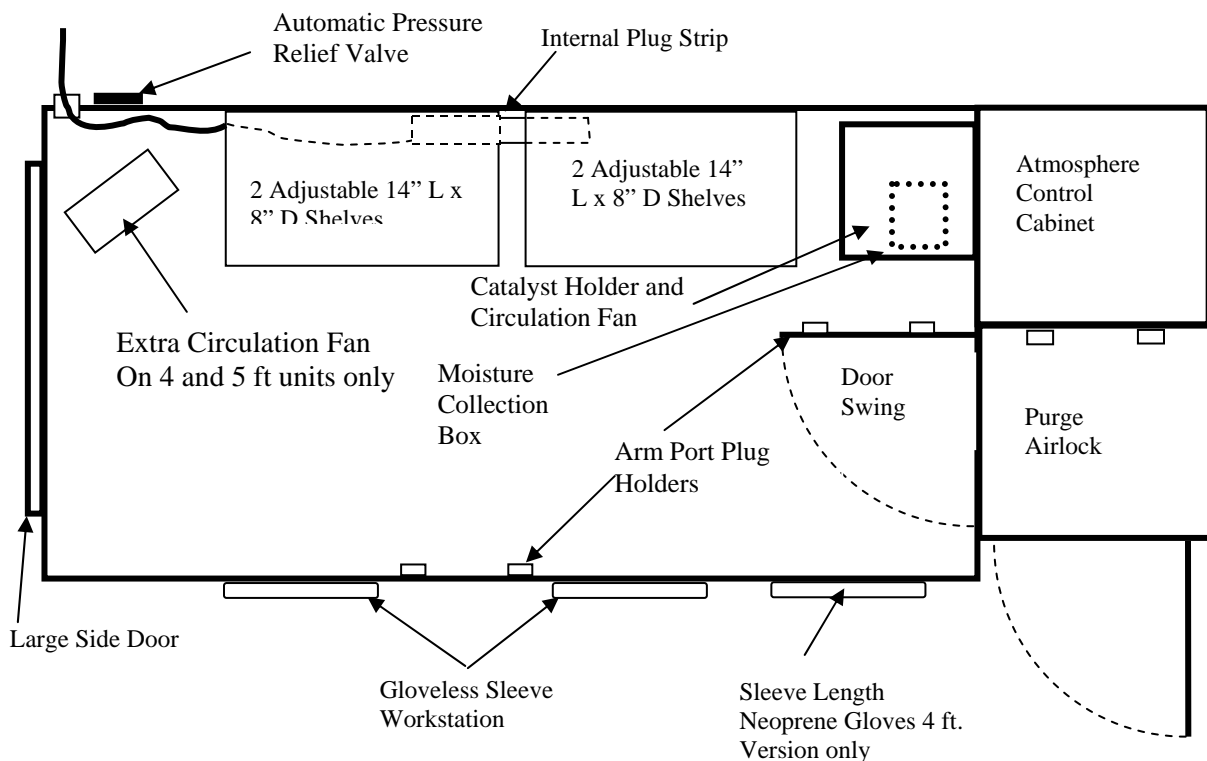 Automatic Pressure
Relief Valve
Internal Plug Strip
2 Adjustable 14” L x
8” D Shelves
2 Adjustable 14”
L x 8” D Shelves
Atmosphere
Control
Cabinet
Catalyst Holder and
Circulation Fan
Extra Circulation Fan
On 4 and 5 ft units only
Moisture
Collection
Box
Door
Swing
Purge
Airlock
Arm Port Plug
Holders
Large Side Door
Gloveless Sleeve
Workstation
Sleeve Length
Neoprene Gloves 4 ft.
Version only